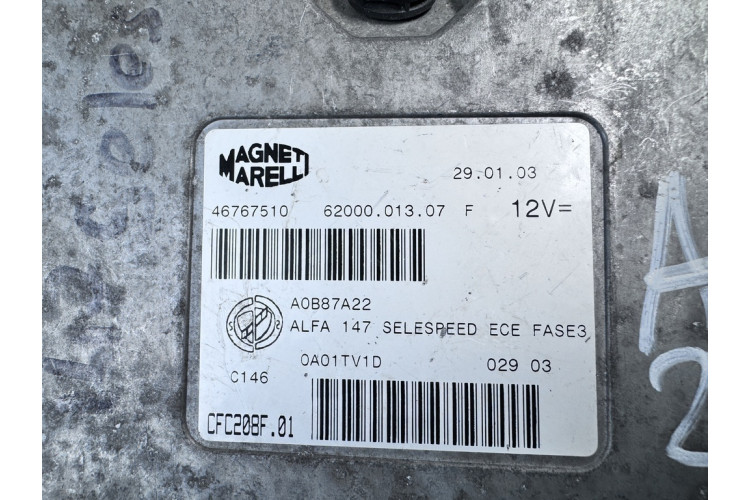 MAGNETI
MARELLI
29.01.03
46767510 62000.013.07 F 12V=
A0B87A22
ALFA 147 SELESPEED ECE FASE3
0A01TV1D 029 03
C146
CFC208F.01
A
2